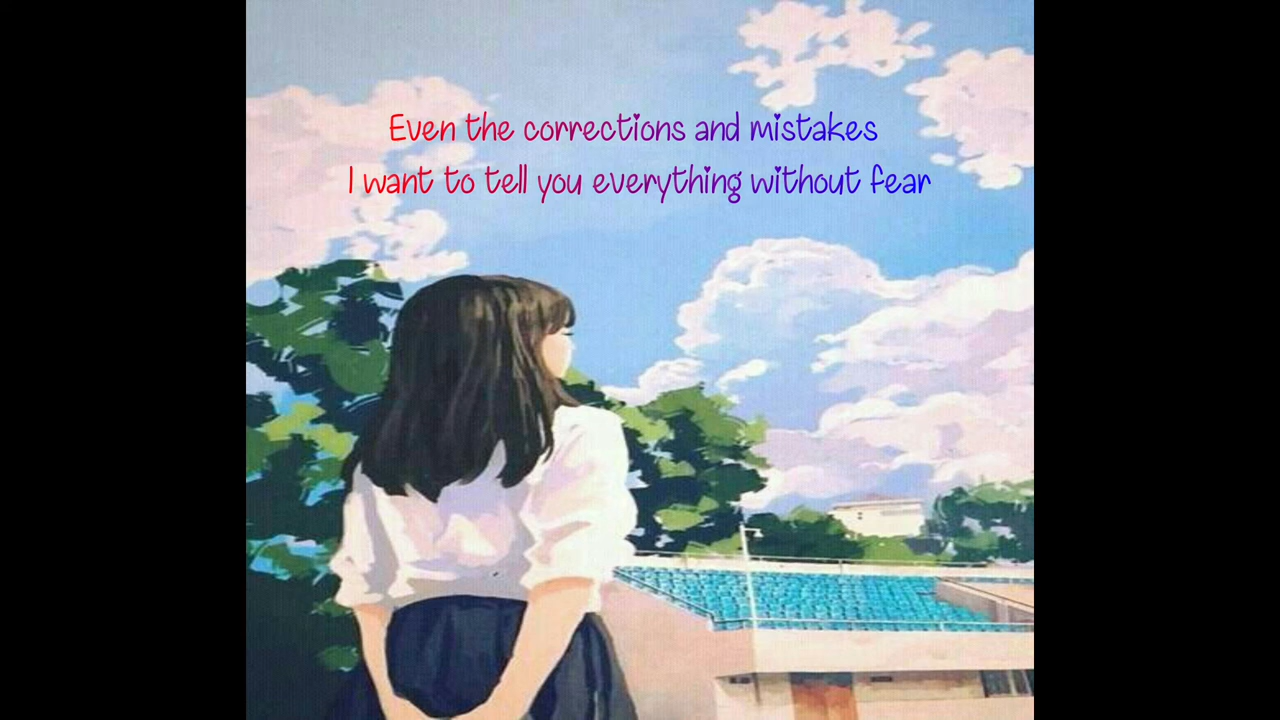 Even the corrections and mistakes
I want to tell you everything without fear